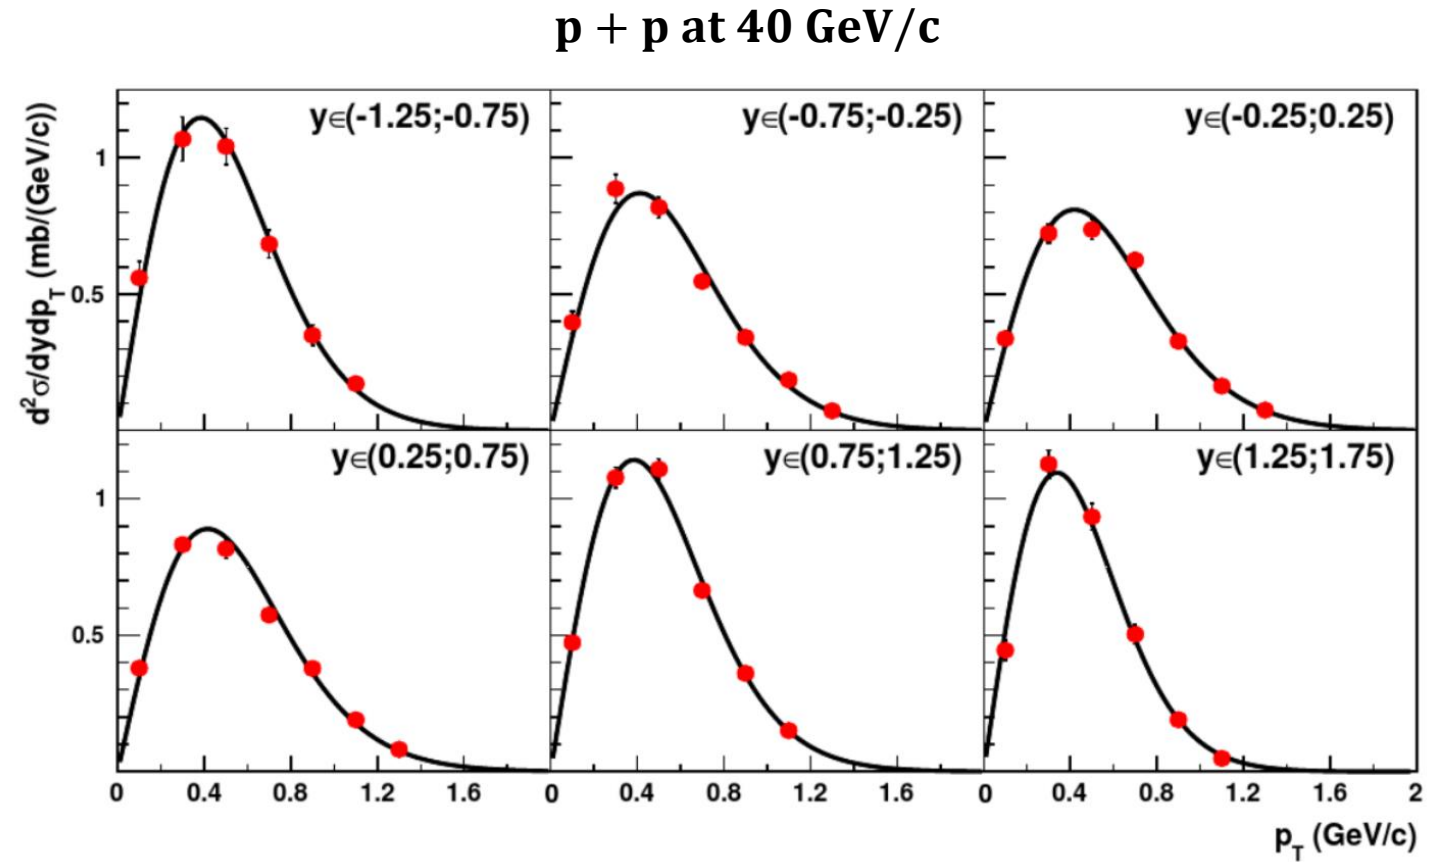 p + p at 40 GeV/c
d²σ/dydp_T (mb/(GeV/c))
y∈(-1.25;-0.75)
y∈(-0.75;-0.25)
y∈(-0.25;0.25)
1
0.5
y∈(0.25;0.75)
y∈(0.75;1.25)
y∈(1.25;1.75)
1
0.5
0 0.4 0.8 1.2 1.6 0 0.4 0.8 1.2 1.6 0 0.4 0.8 1.2 1.6 2
p_T (GeV/c)